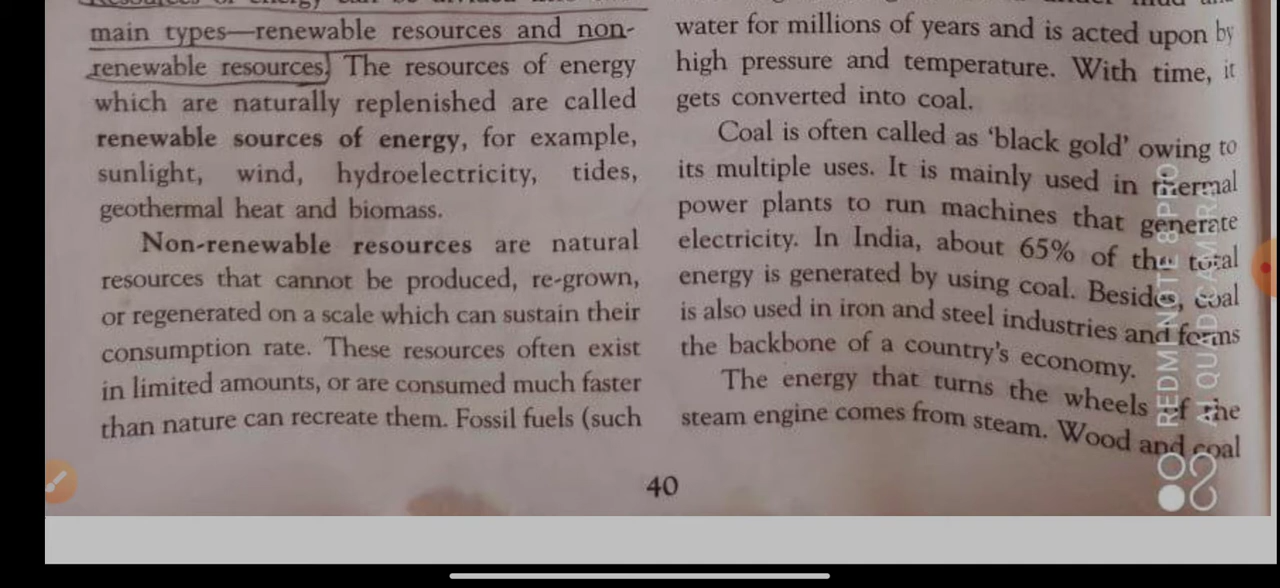 main types—renewable resources and non-
renewable resources. The resources of energy
which are naturally replenished are called
renewable sources of energy, for example,
sunlight, wind, hydroelectricity, tides,
geothermal heat and biomass.
Non-renewable resources are natural
resources that cannot be produced, re-grown,
or regenerated on a scale which can sustain their
consumption rate. These resources often exist
in limited amounts, or are consumed much faster
than nature can recreate them. Fossil fuels (such
water for millions of years and is acted upon by
high pressure and temperature. With time, it
gets converted into coal.
Coal is often called as ‘black gold’ owing to
its multiple uses. It is mainly used in thermal
power plants to run machines that generate
electricity. In India, about 65% of the total
energy is generated by using coal. Besides, coal
is also used in iron and steel industries and forms
the backbone of a country's economy.
The energy that turns the wheels of the
steam engine comes from steam. Wood and coal
40
REDMI NOTE 8 PRO
AI QUAD CAMERA